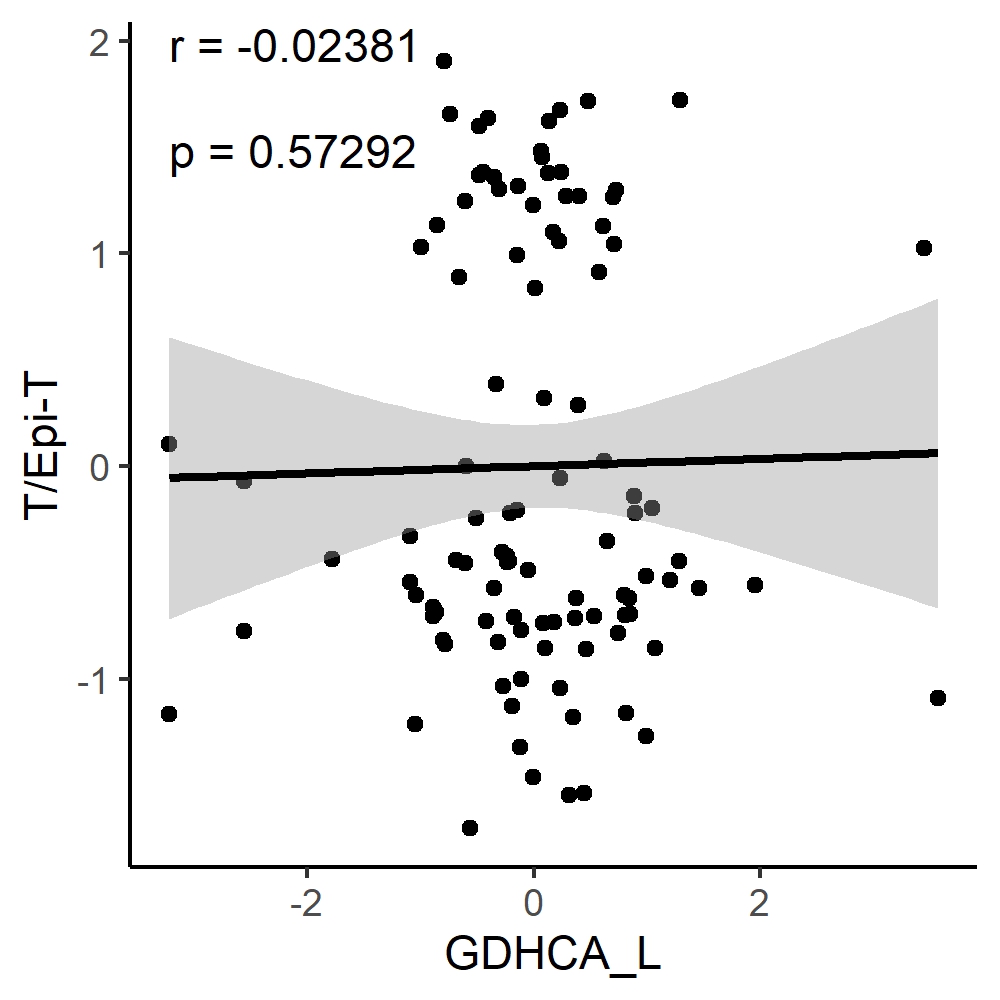 r = -0.02381
p = 0.57292
2
1
0
-1
T/Epi-T
-2 0 2
GDHCA_L